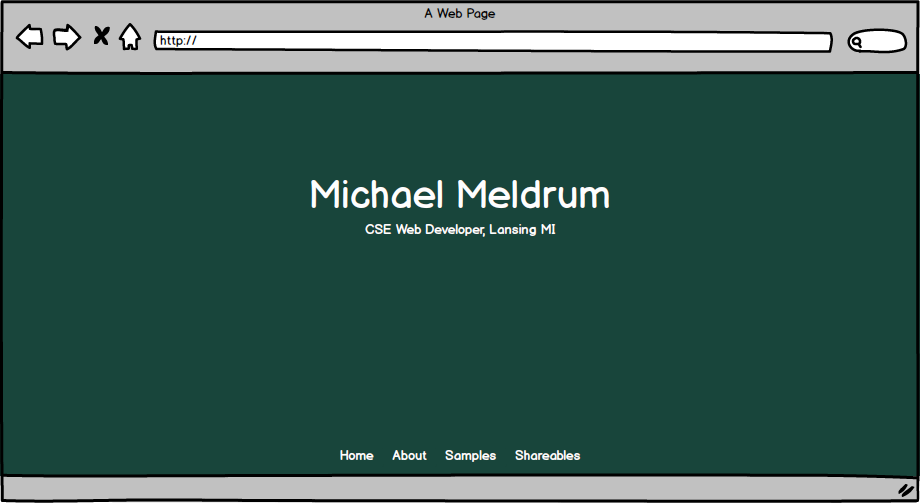 A Web Page
http://
Michael Meldrum
CSE Web Developer, Lansing MI
Home About Samples Shareables